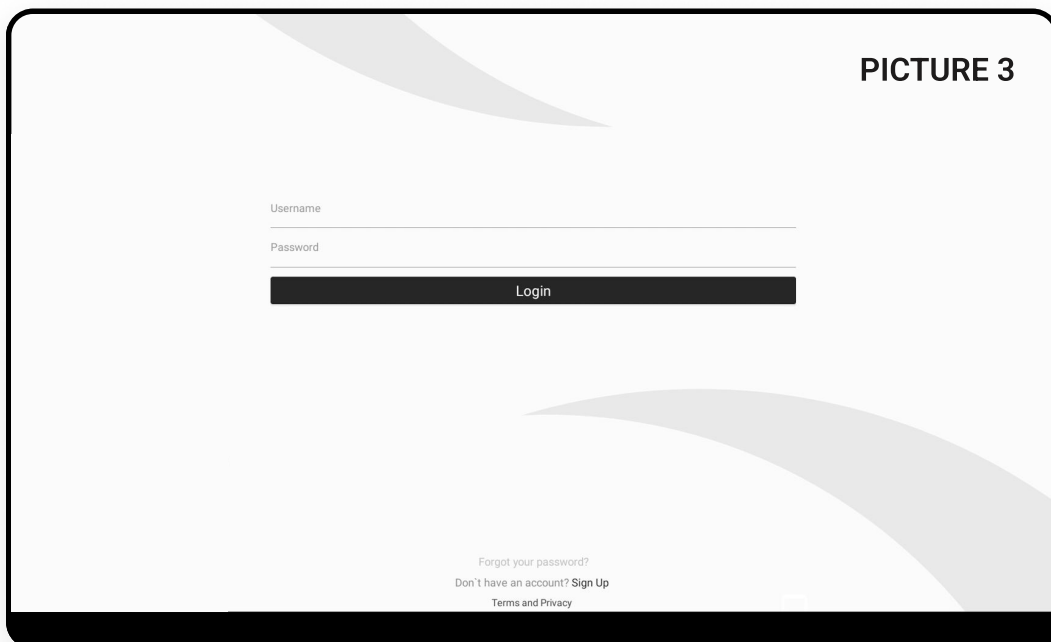 PICTURE 3
Username
Password
Login
Forgot your password?
Don`t have an account? Sign Up
Terms and Privacy